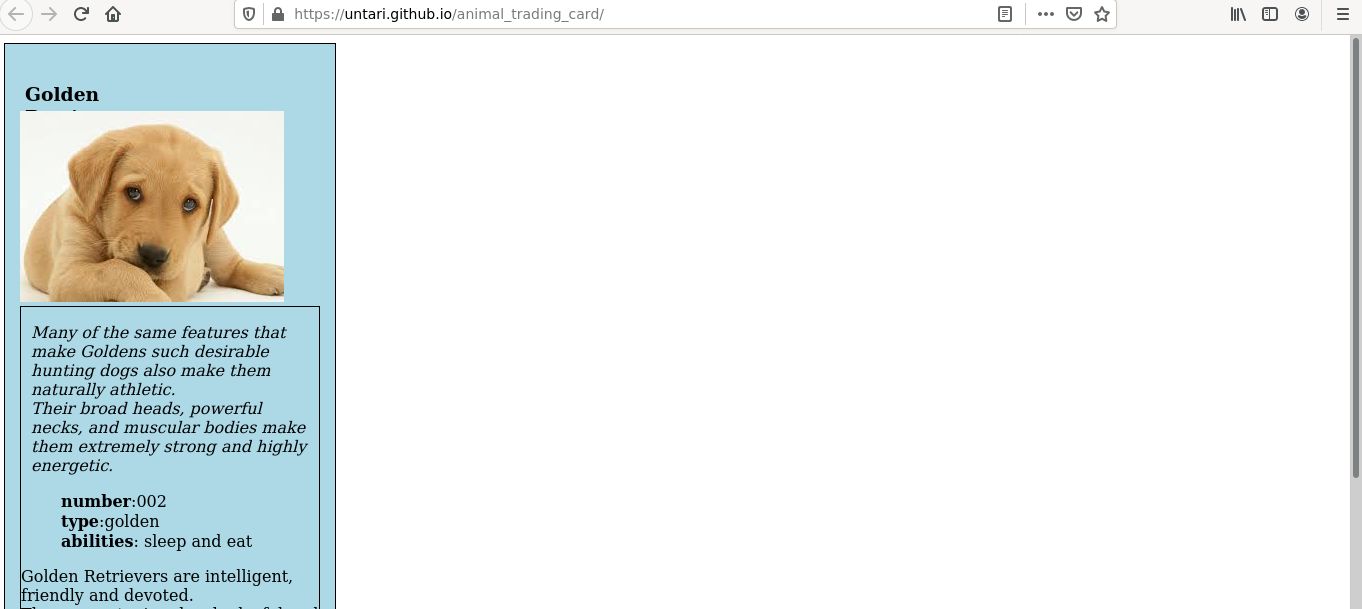 https://untari.github.io/animal_trading_card/
Golden
Many of the same features that
make Goldens such desirable
hunting dogs also make them
naturally athletic.
Their broad heads, powerful
necks, and muscular bodies make
them extremely strong and highly
energetic.
number:002
type:golden
abilities: sleep and eat
Golden Retrievers are intelligent,
friendly and devoted.